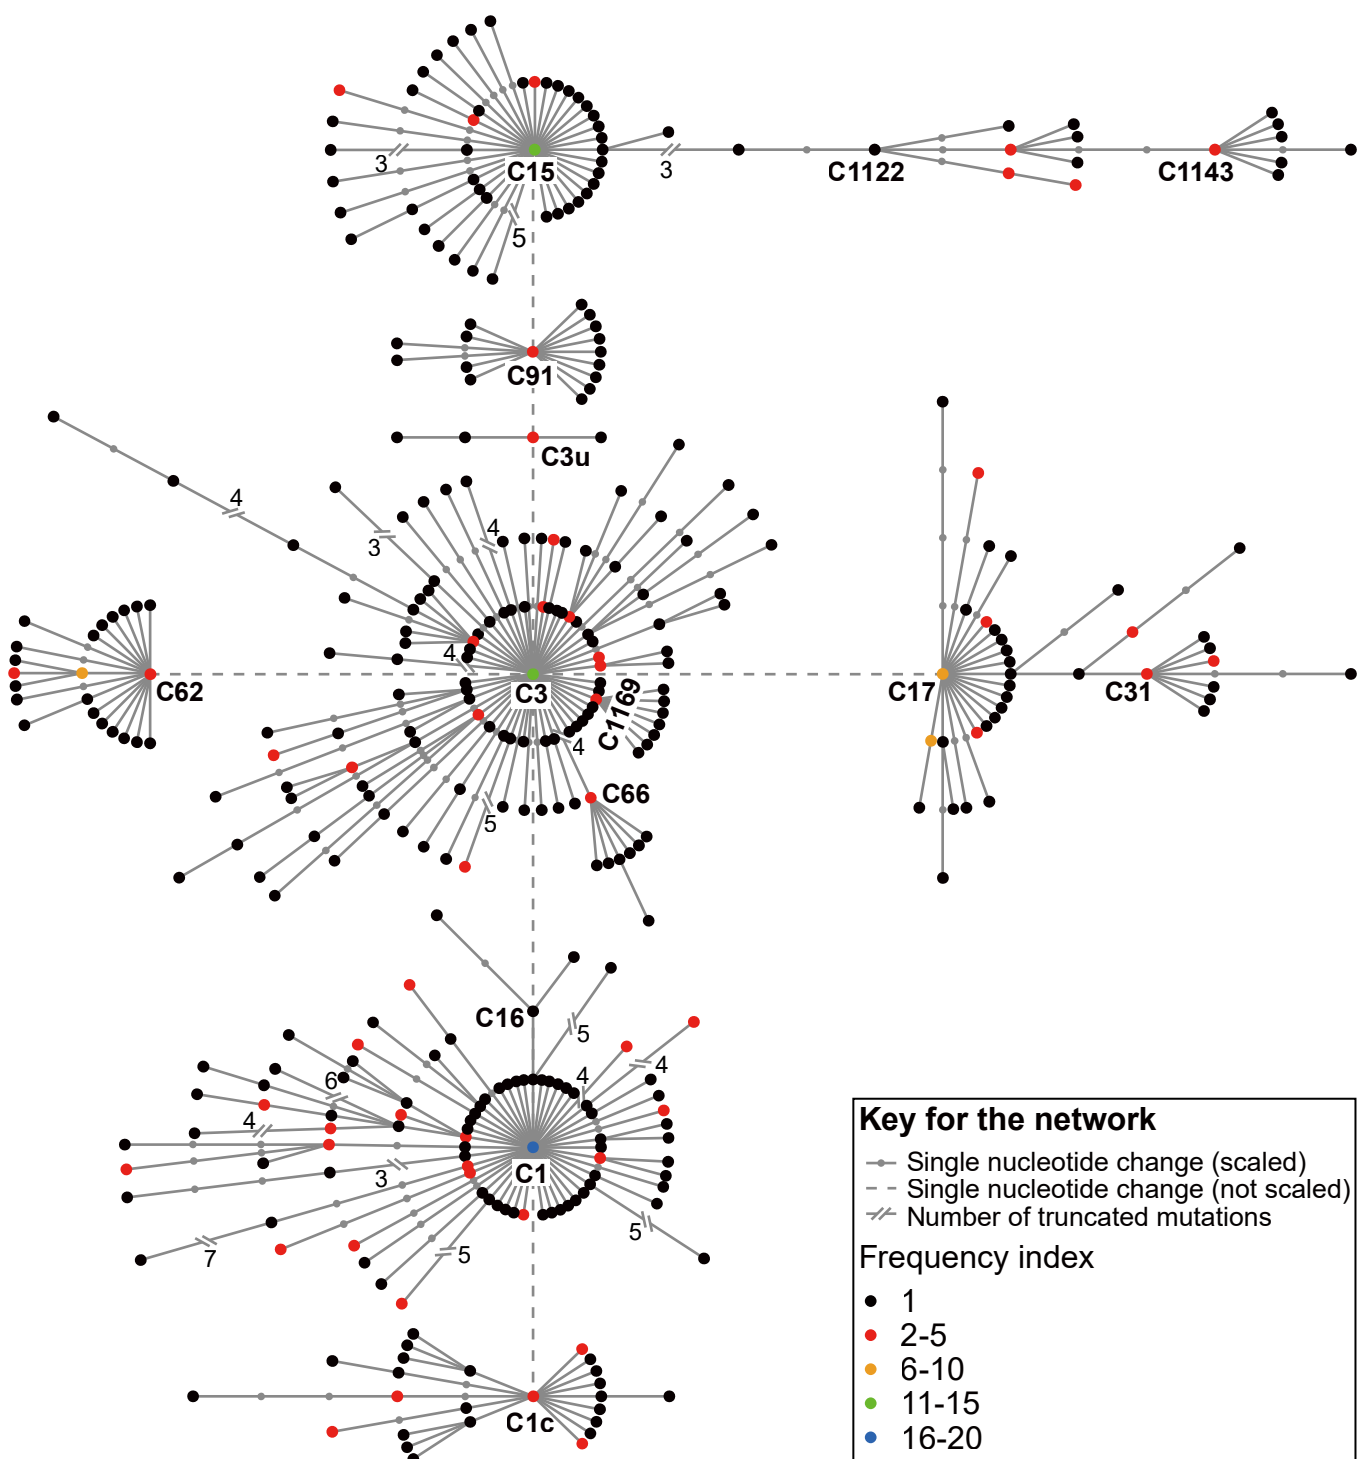 3
C15
3
C1122
C1143
5
C91
C3u
4
3
4
4
C62
C3
C1169
C17
C31
4
C66
5
C16
5
4
4
6
4
3
C1
5
7
5
C1c
Key for the network
Single nucleotide change (scaled)
Single nucleotide change (not scaled)
Number of truncated mutations
Frequency index
1
2-5
6-10
11-15
16-20